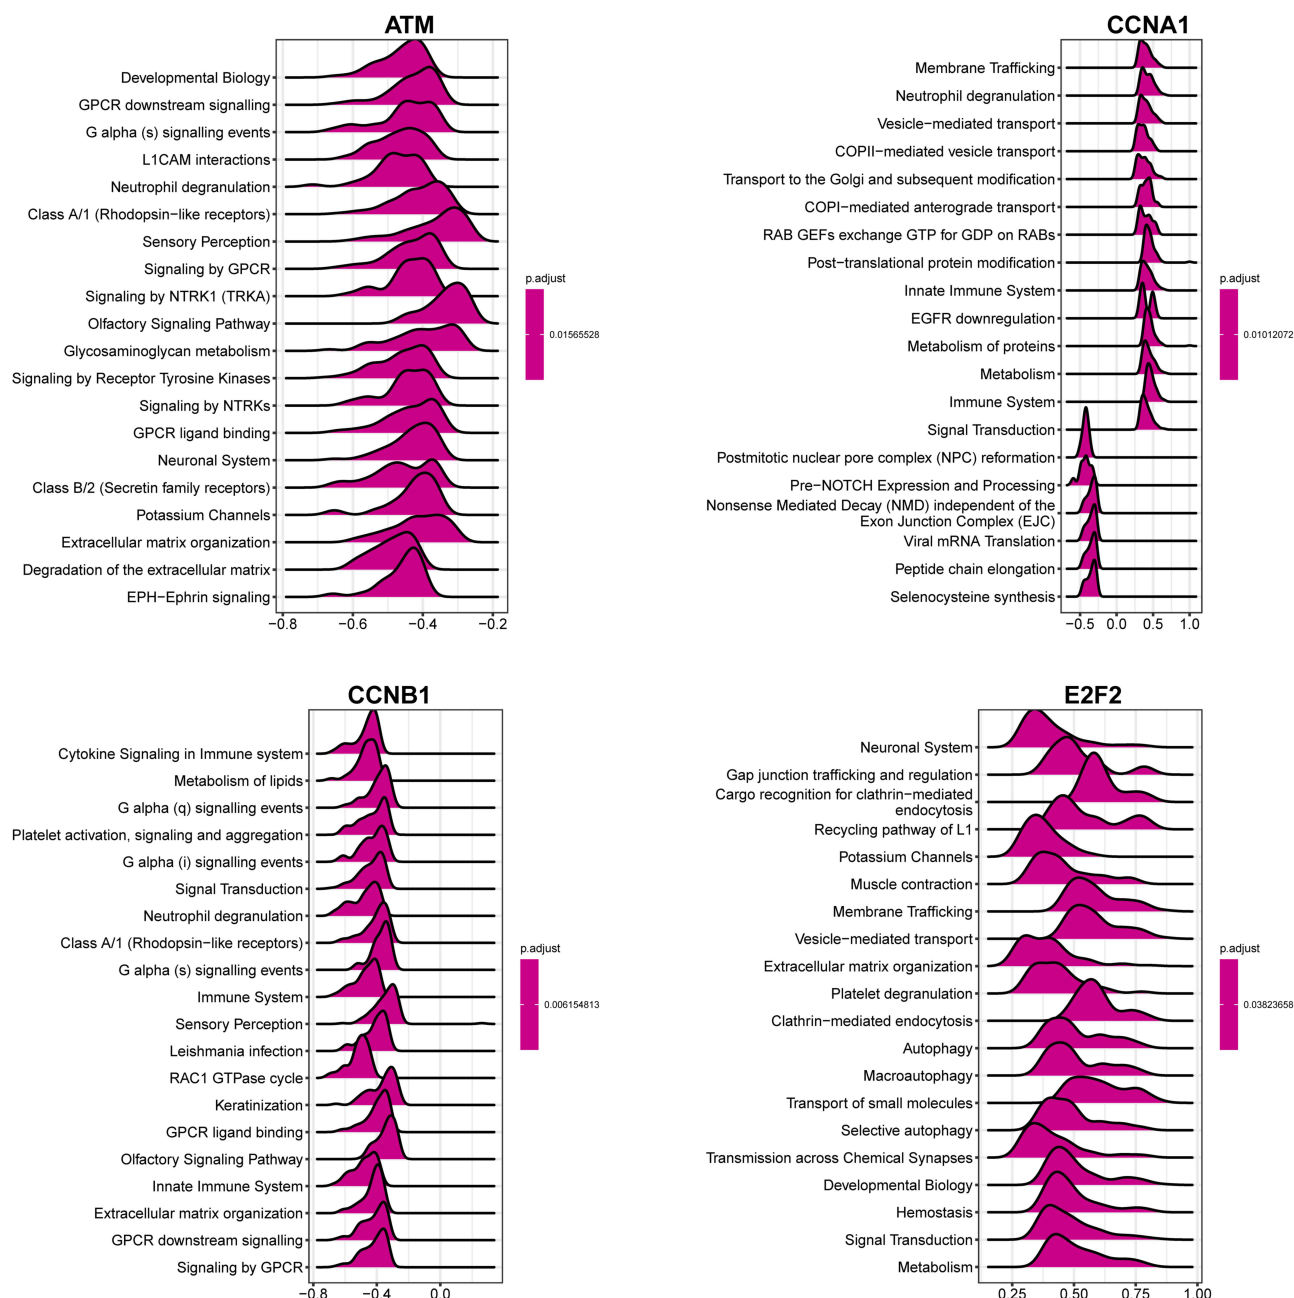 ATM
Developmental Biology
GPCR downstream signalling
G alpha (s) signalling events
L1CAM interactions
Neutrophil degranulation
Class A/1 (Rhodopsin−like receptors)
Sensory Perception
Signaling by GPCR
Signaling by NTRK1 (TRKA)
Olfactory Signaling Pathway
Glycosaminoglycan metabolism
Signaling by Receptor Tyrosine Kinases
Signaling by NTRKs
GPCR ligand binding
Neuronal System
Class B/2 (Secretin family receptors)
Potassium Channels
Extracellular matrix organization
Degradation of the extracellular matrix
EPH−Ephrin signaling
−0.8 −0.6 −0.4 −0.2
p.adjust
0.01565528
CCNA1
Membrane Trafficking
Neutrophil degranulation
Vesicle−mediated transport
COPII−mediated vesicle transport
Transport to the Golgi and subsequent modification
COPI−mediated anterograde transport
RAB GEFs exchange GTP for GDP on RABs
Post−translational protein modification
Innate Immune System
EGFR downregulation
Metabolism of proteins
Metabolism
Immune System
Signal Transduction
Postmitotic nuclear pore complex (NPC) reformation
Pre−NOTCH Expression and Processing
Nonsense Mediated Decay (NMD) independent of the
Exon Junction Complex (EJC)
Viral mRNA Translation
Peptide chain elongation
Selenocysteine synthesis
−0.5 0.0 0.5 1.0
p.adjust
0.01012072
CCNB1
Cytokine Signaling in Immune system
Metabolism of lipids
G alpha (q) signalling events
Platelet activation, signaling and aggregation
G alpha (i) signalling events
Signal Transduction
Neutrophil degranulation
Class A/1 (Rhodopsin−like receptors)
G alpha (s) signalling events
Immune System
Sensory Perception
Leishmania infection
RAC1 GTPase cycle
Keratinization
GPCR ligand binding
Olfactory Signaling Pathway
Innate Immune System
Extracellular matrix organization
GPCR downstream signalling
Signaling by GPCR
−0.8 −0.4 0.0
p.adjust
0.006154813
E2F2
Neuronal System
Gap junction trafficking and regulation
Cargo recognition for clathrin−mediated
endocytosis
Recycling pathway of L1
Potassium Channels
Muscle contraction
Membrane Trafficking
Vesicle−mediated transport
Extracellular matrix organization
Platelet degranulation
Clathrin−mediated endocytosis
Autophagy
Macroautophagy
Transport of small molecules
Selective autophagy
Transmission across Chemical Synapses
Developmental Biology
Hemostasis
Signal Transduction
Metabolism
0.25 0.50 0.75 1.00
p.adjust
0.03823658